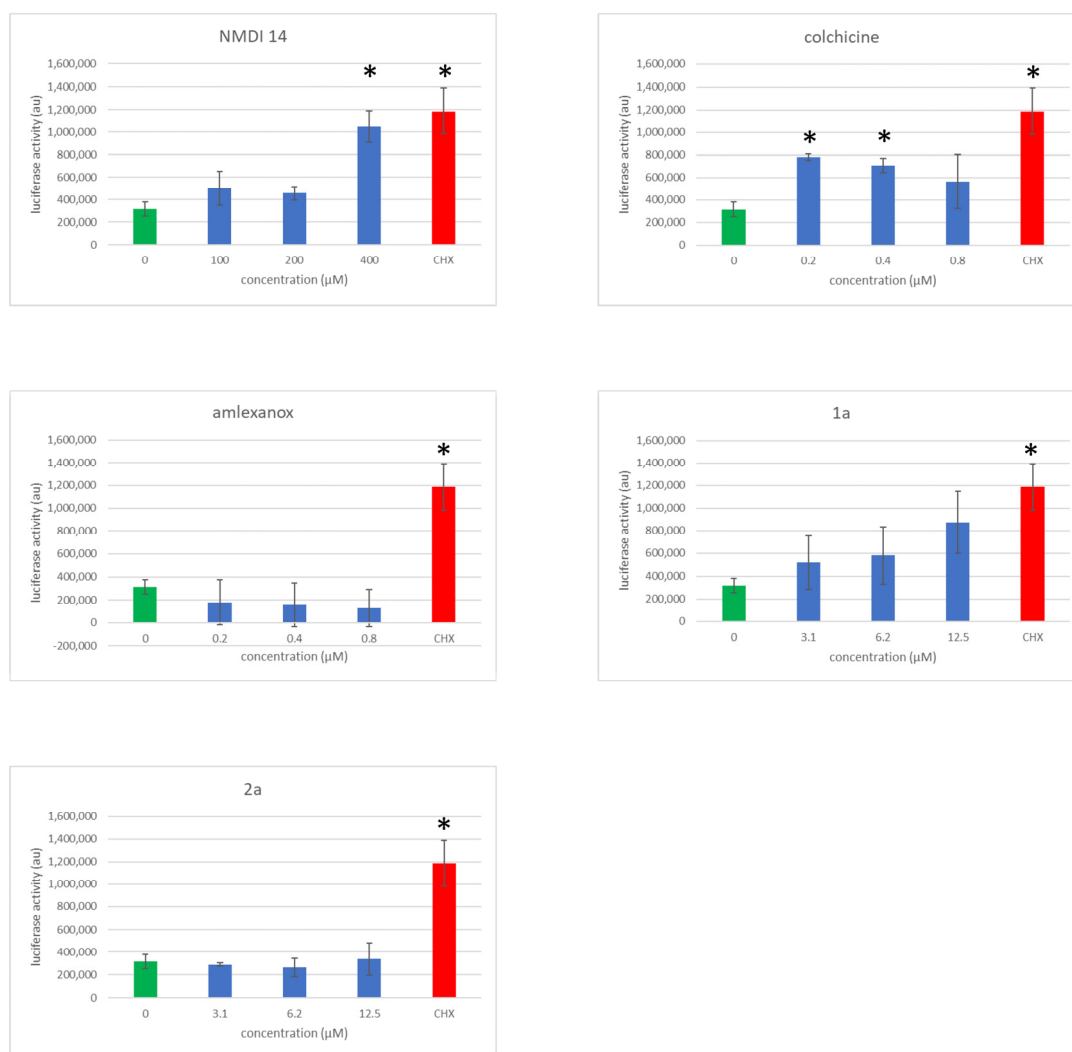 NMDI 14
luciferase activity (au)
1,600,000
1,400,000
1,200,000
1,000,000
800,000
600,000
400,000
200,000
0
* *
0 100 200 400 CHX
concentration (µM)
colchicine
luciferase activity (au)
1,600,000
1,400,000
1,200,000
1,000,000
800,000
600,000
400,000
200,000
0
* * *
0 0.2 0.4 0.8 CHX
concentration (µM)
amlexanox
luciferase activity (au)
1,600,000
1,400,000
1,200,000
1,000,000
800,000
600,000
400,000
200,000
0
-200,000
*
0 0.2 0.4 0.8 CHX
concentration (µM)
1a
luciferase activity (au)
1,600,000
1,400,000
1,200,000
1,000,000
800,000
600,000
400,000
200,000
0
*
0 3.1 6.2 12.5 CHX
concentration (µM)
2a
luciferase activity (au)
1,600,000
1,400,000
1,200,000
1,000,000
800,000
600,000
400,000
200,000
0
*
0 3.1 6.2 12.5 CHX
concentration (µM)